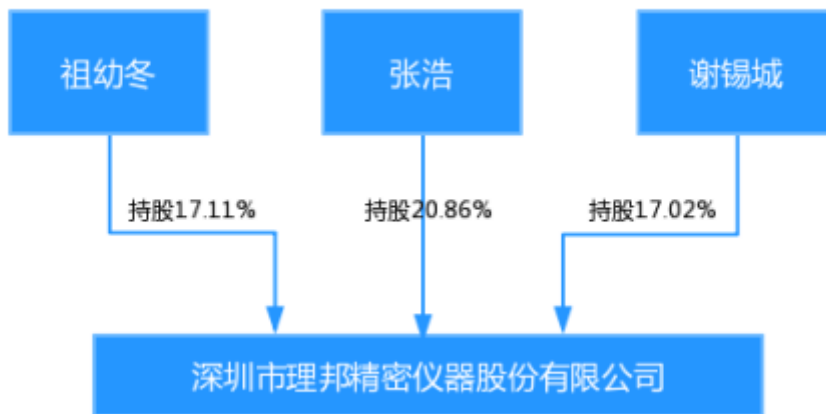 祖幼冬
张浩
谢锡城
持股17.11%
持股20.86%
持股17.02%
深圳市理邦精密仪器股份有限公司